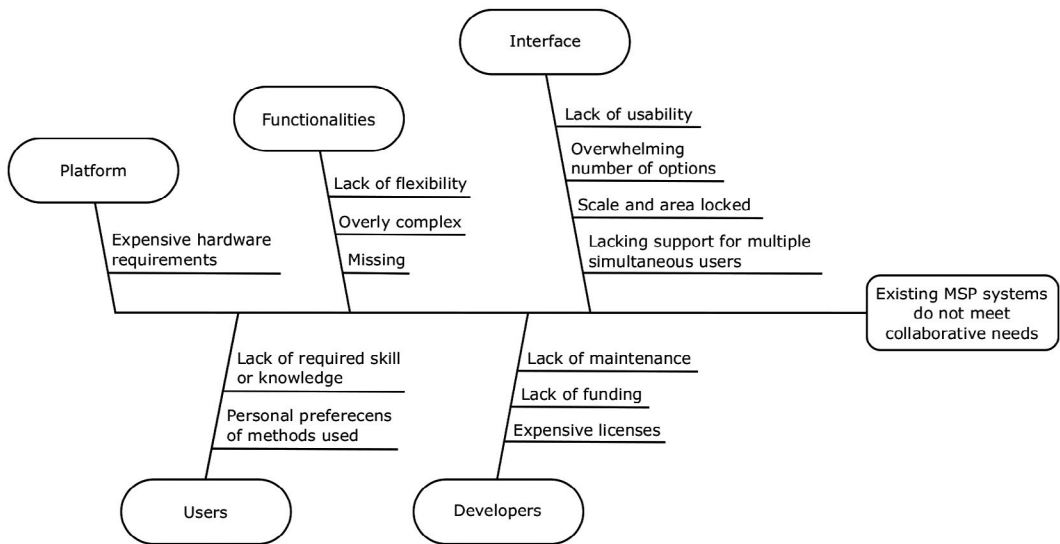 Interface
Lack of usability
Overwhelming
number of options
Scale and area locked
Lacking support for multiple
simultaneous users
Functionalities
Lack of flexibility
Overly complex
Missing
Platform
Expensive hardware
requirements
Existing MSP systems
do not meet
collaborative needs
Lack of required skill
or knowledge
Personal preferecens
of methods used
Users
Lack of maintenance
Lack of funding
Expensive licenses
Developers